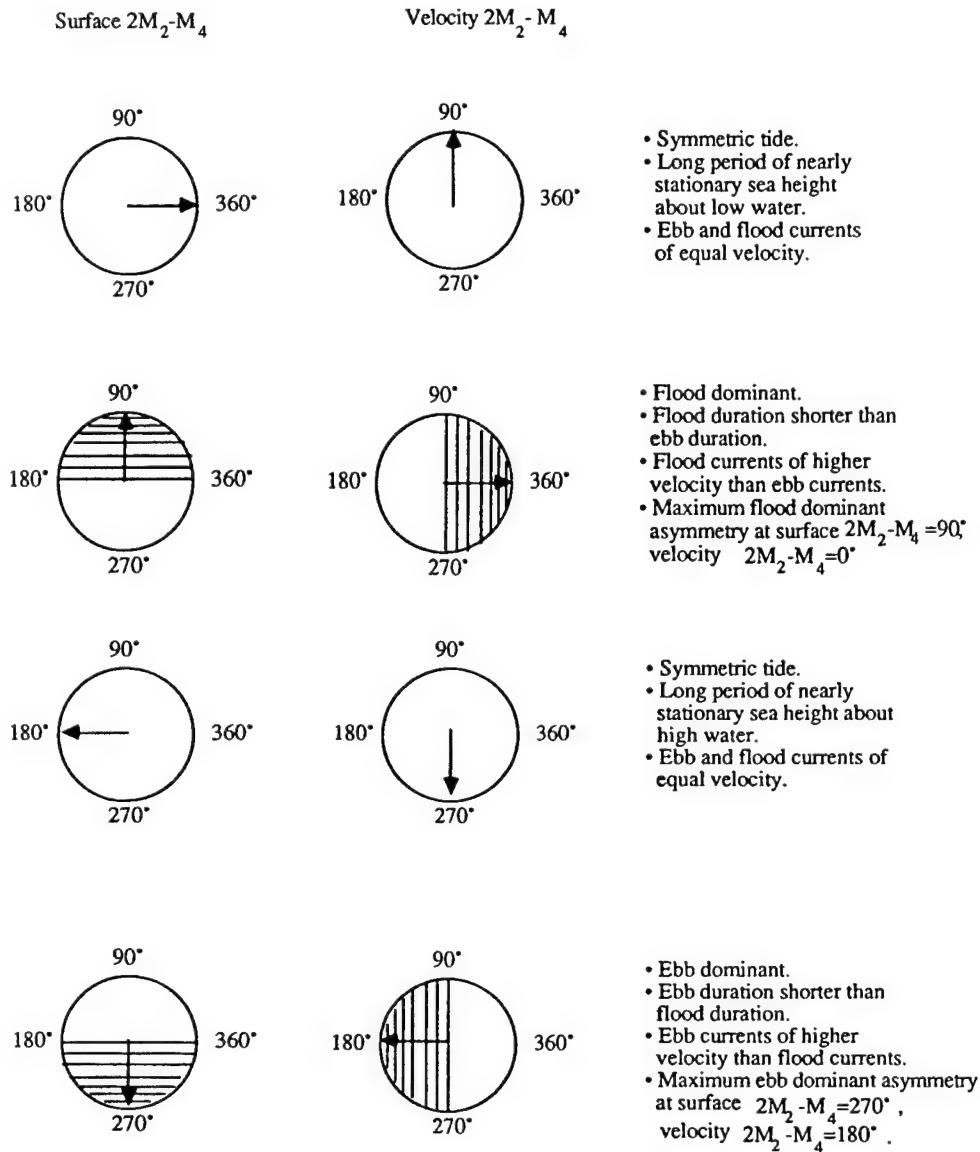 Surface 2M₂-M₄
Velocity 2M₂- M₄
90°
180°
360°
270°
90°
180°
360°
270°
• Symmetric tide.
• Long period of nearly
stationary sea height
about low water.
• Ebb and flood currents
of equal velocity.
90°
180°
360°
270°
90°
180°
360°
270°
• Flood dominant.
• Flood duration shorter than
ebb duration.
• Flood currents of higher
velocity than ebb currents.
• Maximum flood dominant
asymmetry at surface 2M₂-M₄ =90°,
velocity 2M₂-M₄=0°
90°
180°
360°
270°
90°
180°
360°
270°
• Symmetric tide.
• Long period of nearly
stationary sea height about
high water.
• Ebb and flood currents of
equal velocity.
90°
180°
360°
270°
90°
180°
360°
270°
• Ebb dominant.
• Ebb duration shorter than
flood duration.
• Ebb currents of higher
velocity than flood currents.
• Maximum ebb dominant asymmetry
at surface 2M₂-M₄=270° ,
velocity 2M₂-M₄=180° .